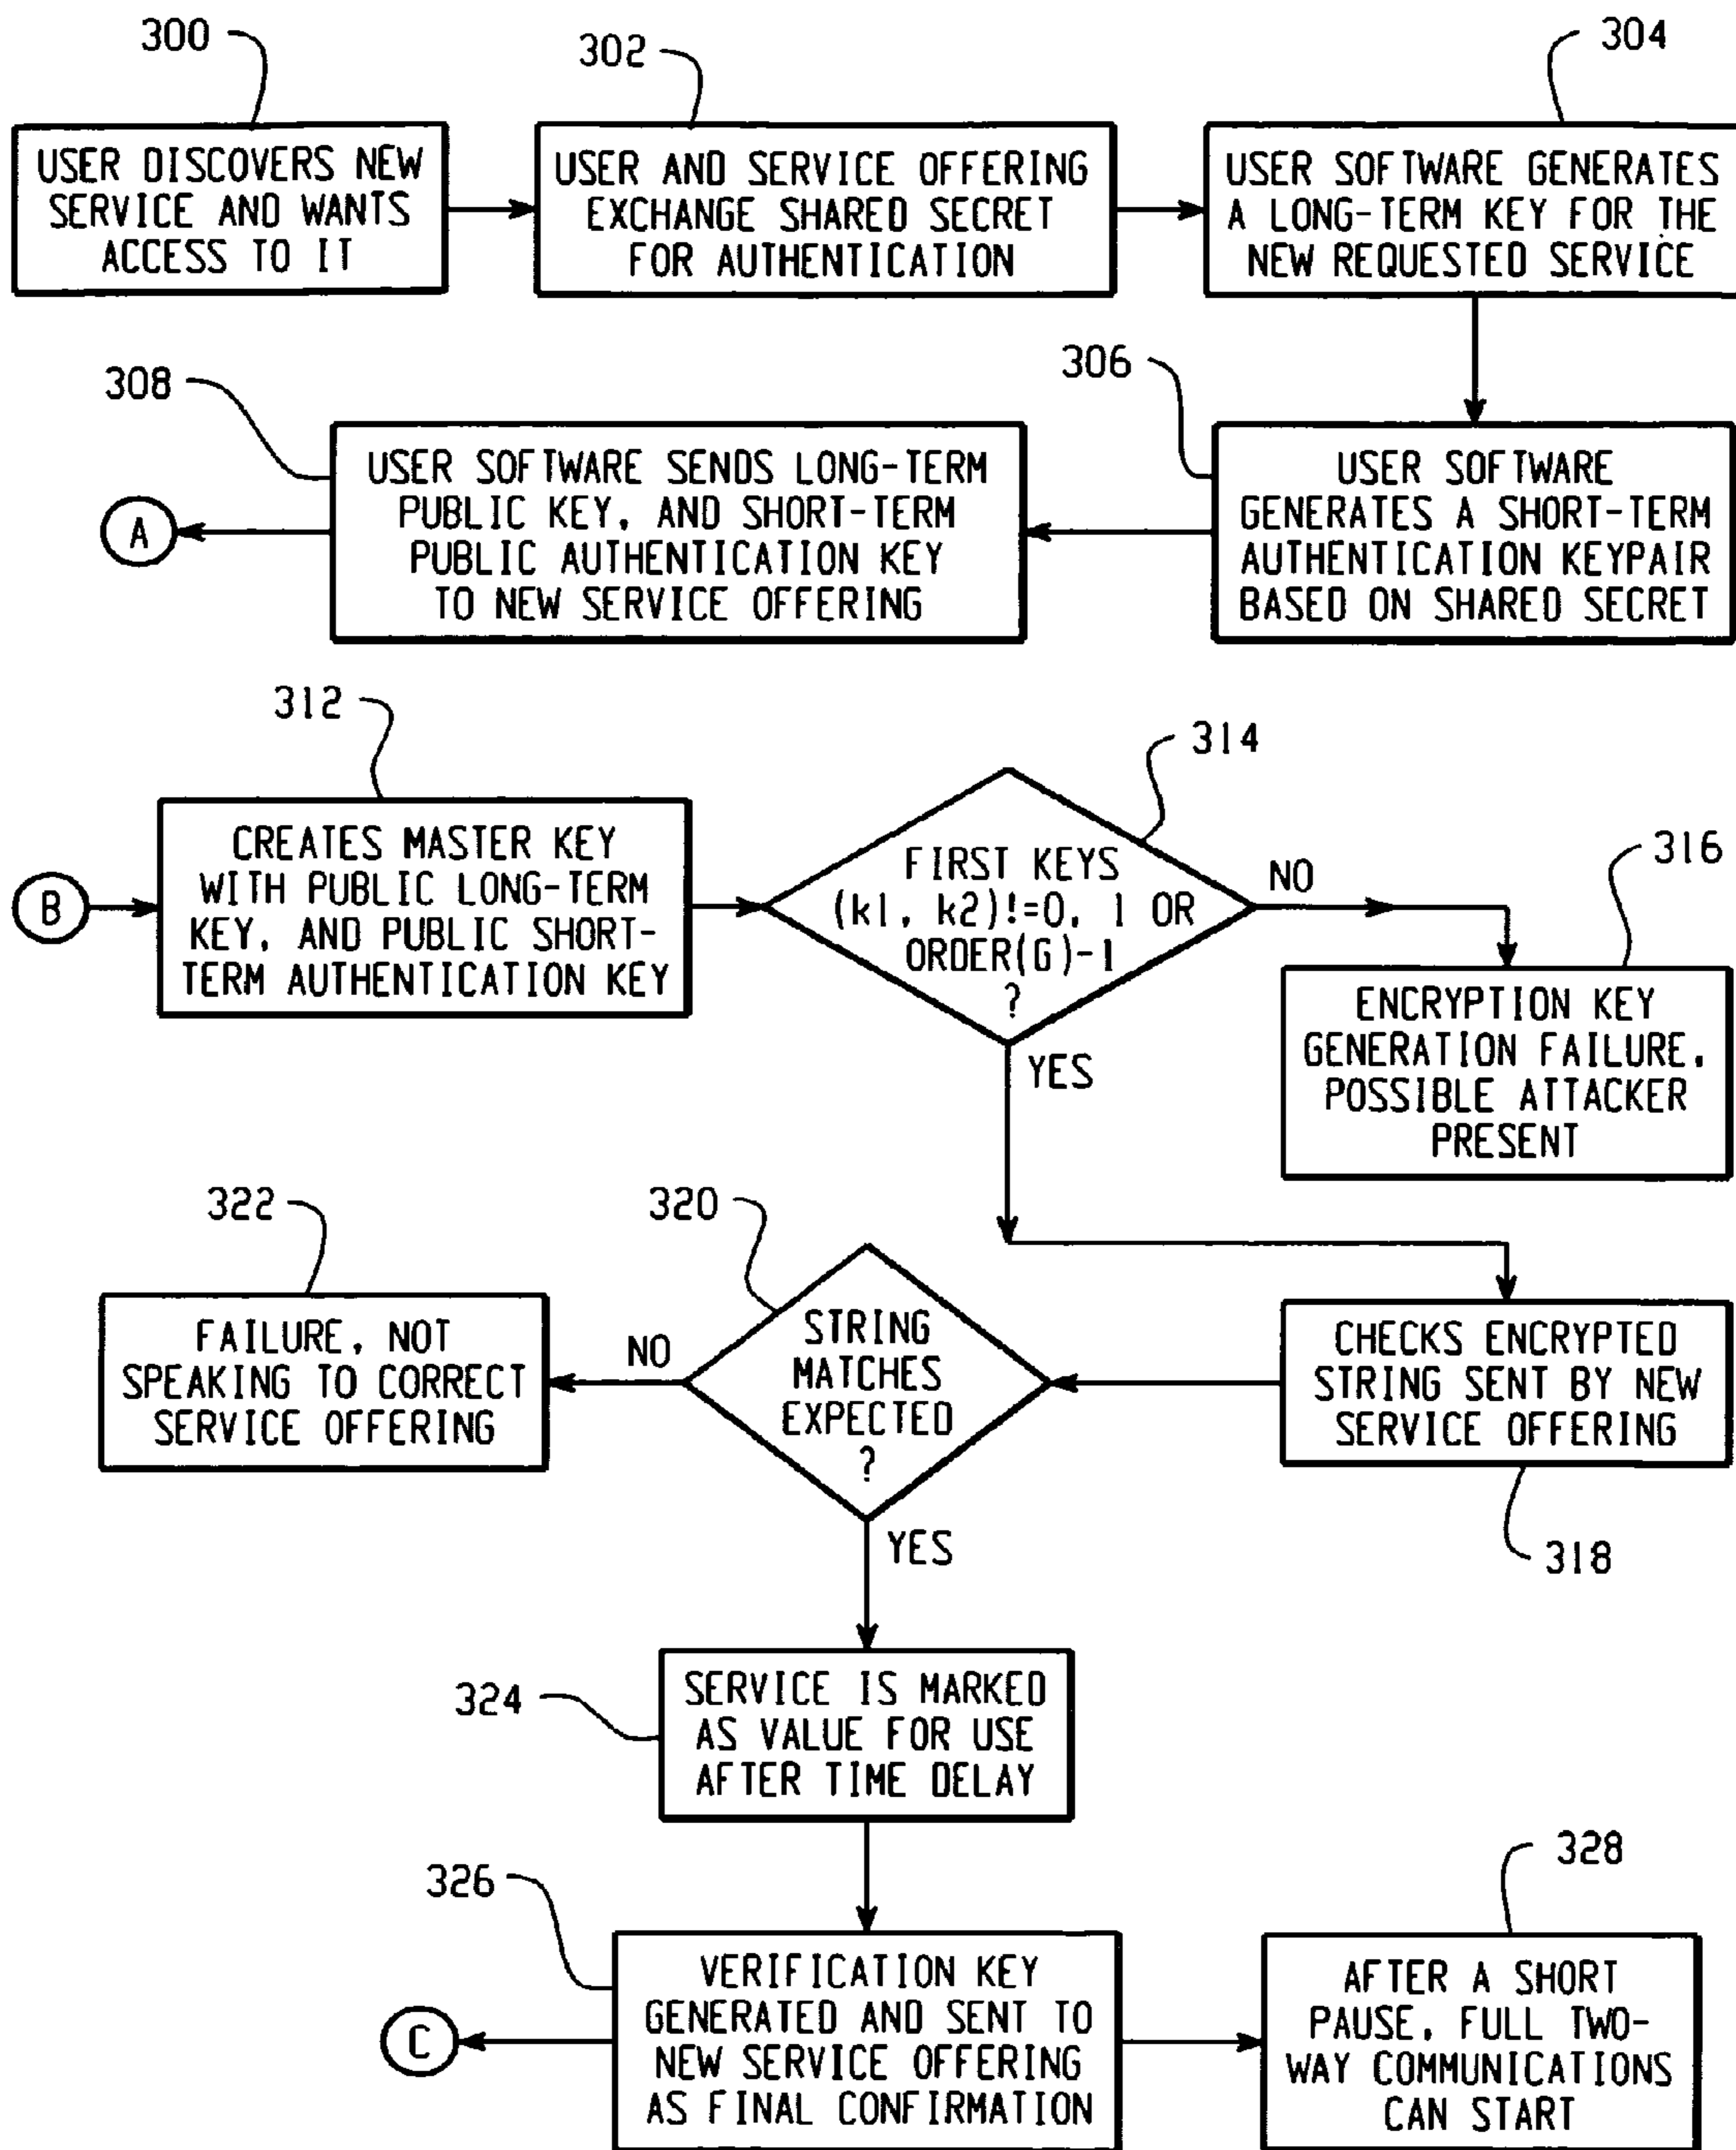 300
302
304
USER DISCOVERS NEW
SERVICE AND WANTS
ACCESS TO IT
USER AND SERVICE OFFERING
EXCHANGE SHARED SECRET
FOR AUTHENTICATION
USER SOFTWARE GENERATES
A LONG-TERM KEY FOR THE
NEW REQUESTED SERVICE
306
USER SOFTWARE
GENERATES A SHORT-TERM
AUTHENTICATION KEYPAIR
BASED ON SHARED SECRET
308
USER SOFTWARE SENDS LONG-TERM
PUBLIC KEY, AND SHORT-TERM
PUBLIC AUTHENTICATION KEY
TO NEW SERVICE OFFERING
A
B
312
CREATES MASTER KEY
WITH PUBLIC LONG-TERM
KEY, AND PUBLIC SHORT-
TERM AUTHENTICATION KEY
314
FIRST KEYS
(k1, k2)!=0, 1 OR
ORDER(G)-1
?
NO
316
ENCRYPTION KEY
GENERATION FAILURE,
POSSIBLE ATTACKER
PRESENT
YES
CHECKS ENCRYPTED
STRING SENT BY NEW
SERVICE OFFERING
318
320
STRING
MATCHES
EXPECTED
?
NO
322
FAILURE, NOT
SPEAKING TO CORRECT
SERVICE OFFERING
YES
324
SERVICE IS MARKED
AS VALUE FOR USE
AFTER TIME DELAY
326
VERIFICATION KEY
GENERATED AND SENT TO
NEW SERVICE OFFERING
AS FINAL CONFIRMATION
C
328
AFTER A SHORT
PAUSE, FULL TWO-
WAY COMMUNICATIONS
CAN START